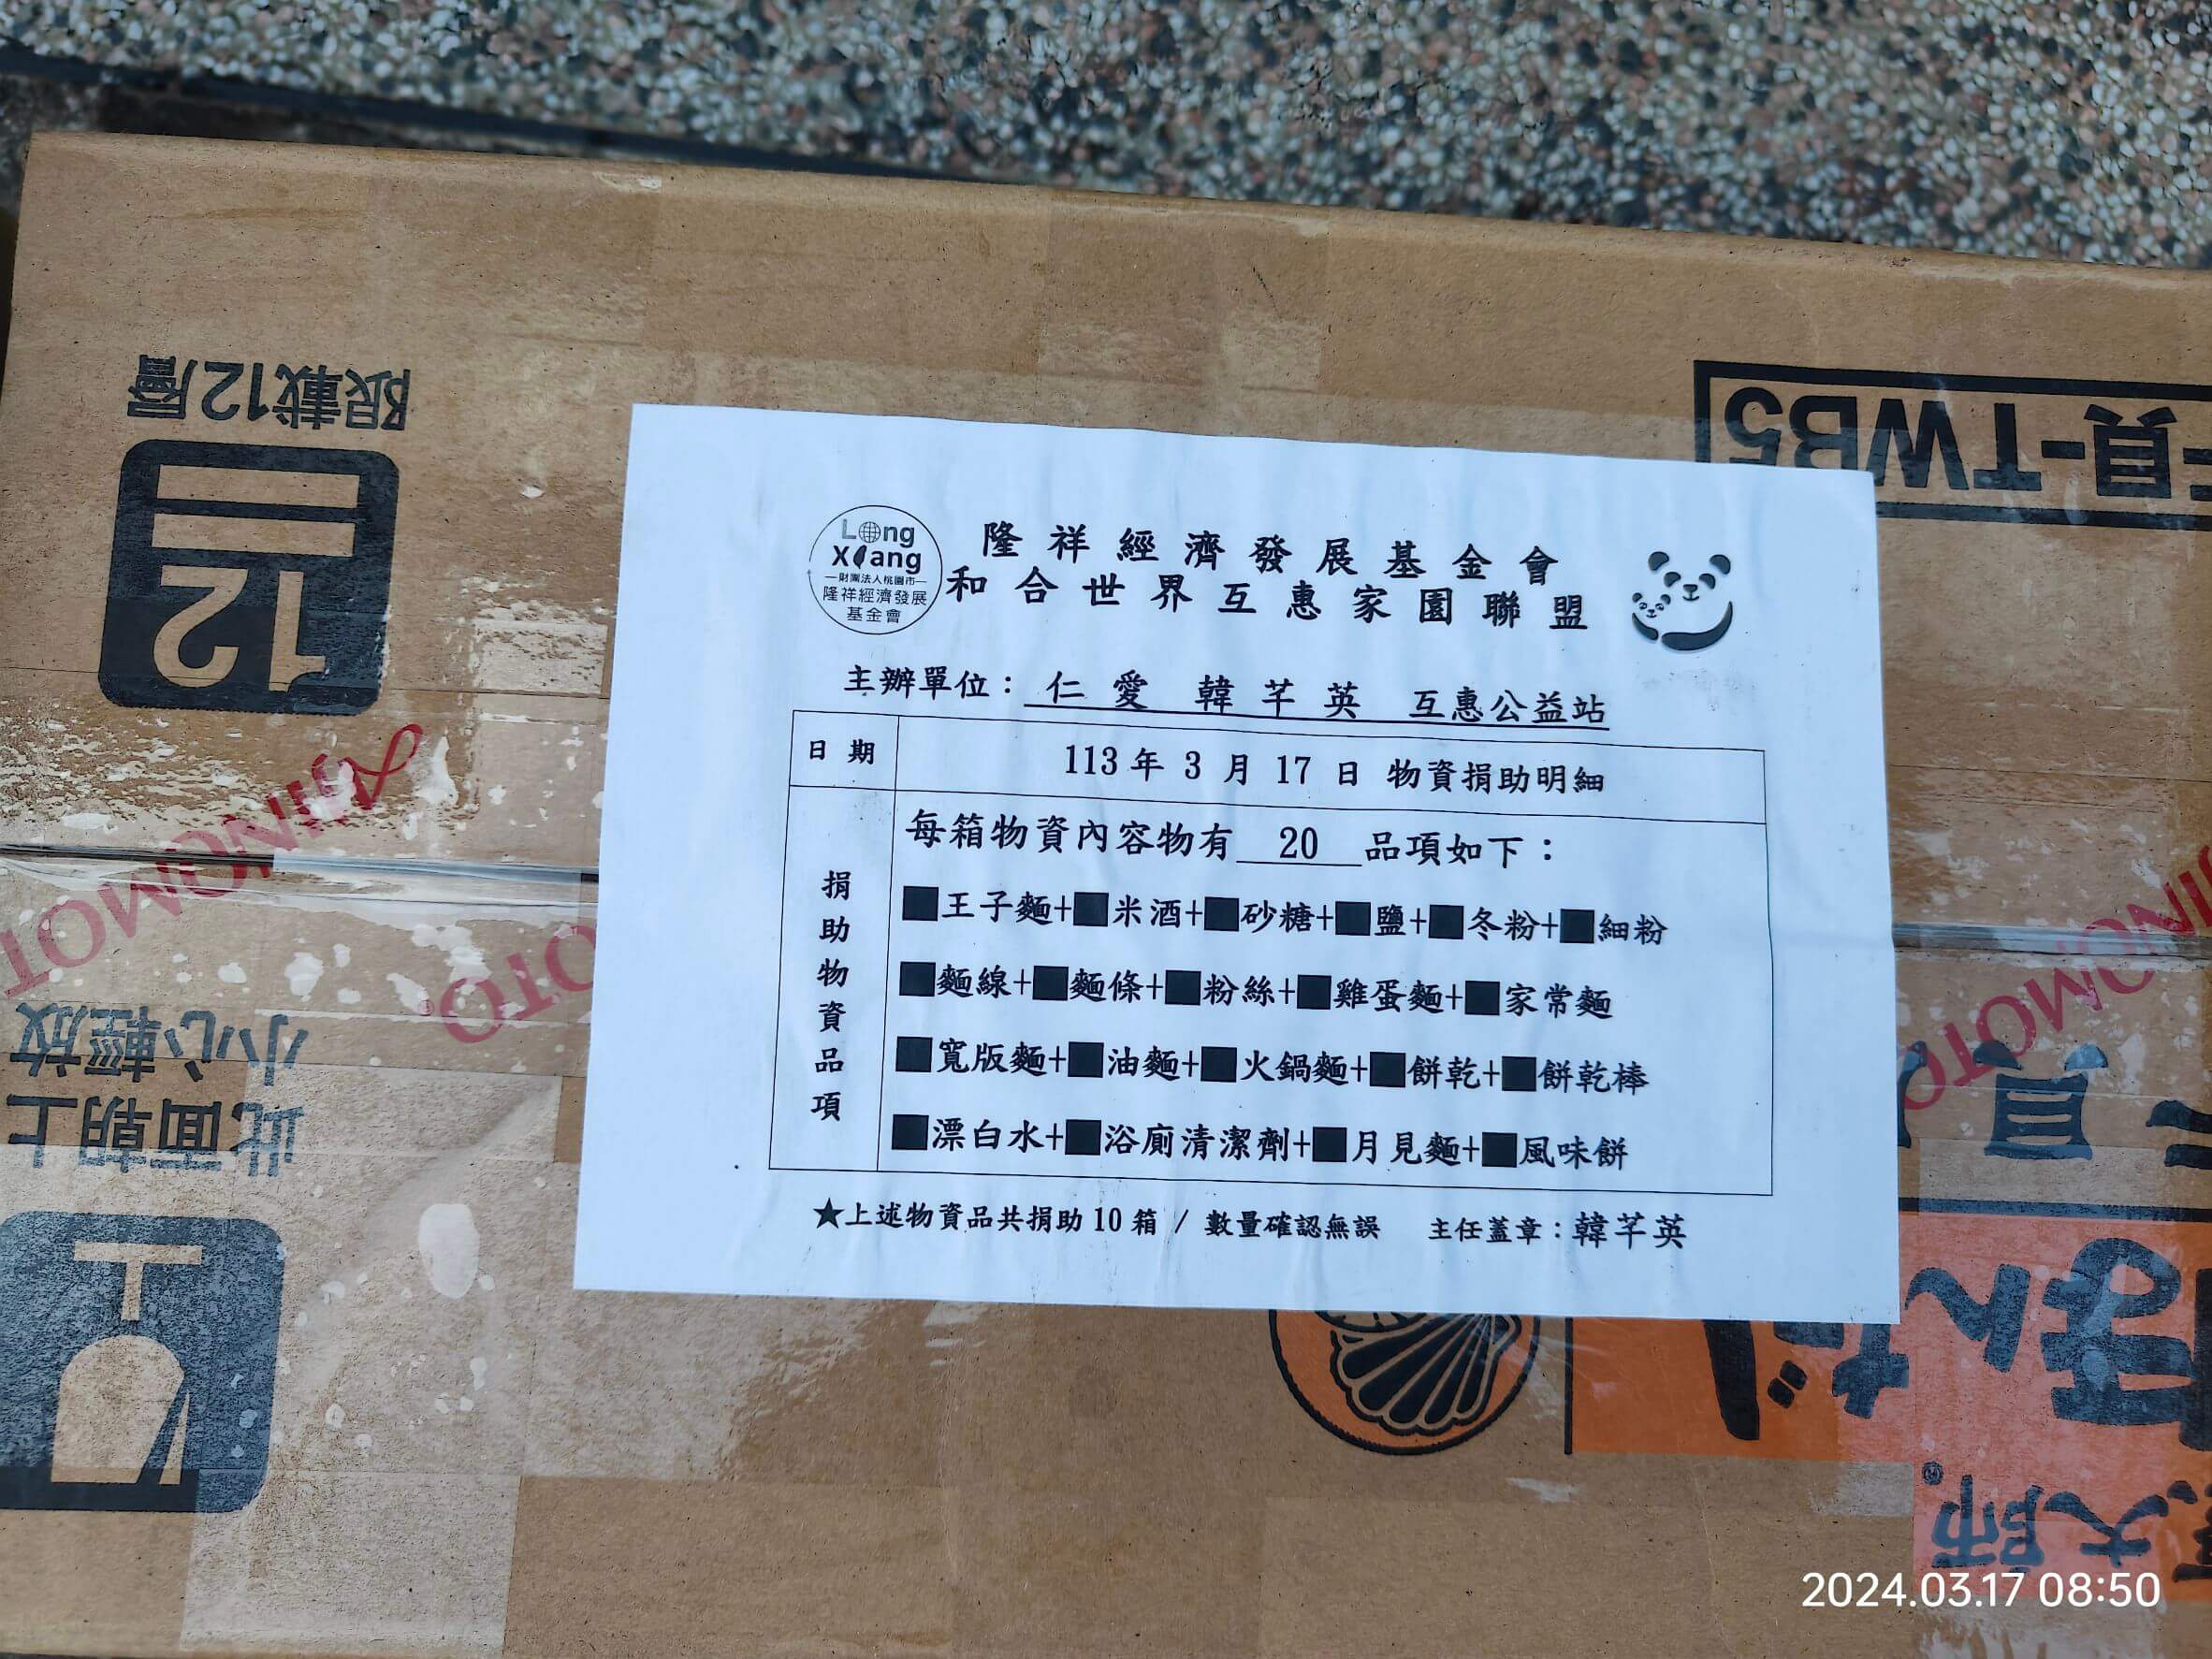 限載12層
12
AJINOMOTO
小心輕放
此面朝上
TWB5
Long
Xiang
財團法人桃園市
隆祥經濟發展
基金會
隆祥經濟發展基金會
和合世界互惠家園聯盟
主辦單位：仁愛 韓芊英 互惠公益站
日期 113年3月17日 物資捐助明細
捐助物資品項
每箱物資內容物有 20 品項如下：
■王子麵+■米酒+■砂糖+■鹽+■冬粉+■細粉
■麵線+■麵條+■粉絲+■雞蛋麵+■家常麵
■寬版麵+■油麵+■火鍋麵+■餅乾+■餅乾棒
■漂白水+■浴廁清潔劑+■月見麵+■風味餅
★上述物資品共捐助10箱 / 數量確認無誤 主任蓋章：韓芊英
ほんだし
大師
2024.03.17 08:50